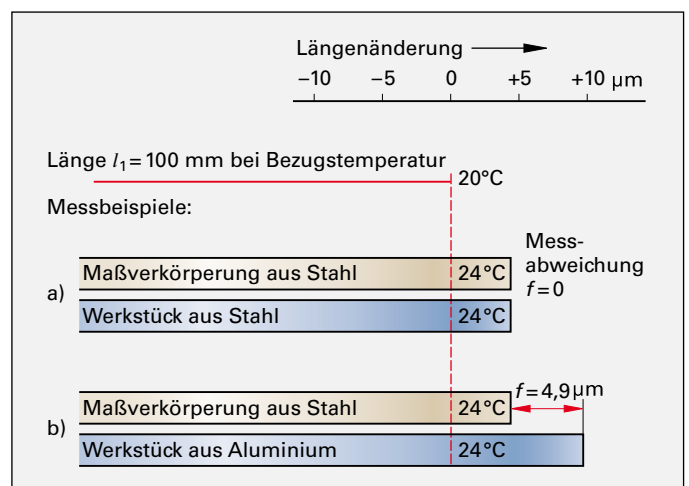 Längenänderung
−10 −5 0 +5 +10 µm
Länge l₁ = 100 mm bei Bezugstemperatur
20°C
Messbeispiele:
a)
Maßverkörperung aus Stahl 24°C
Werkstück aus Stahl 24°C
Mess-
abweichung
f = 0
b)
Maßverkörperung aus Stahl 24°C
f = 4,9 µm
Werkstück aus Aluminium 24°C